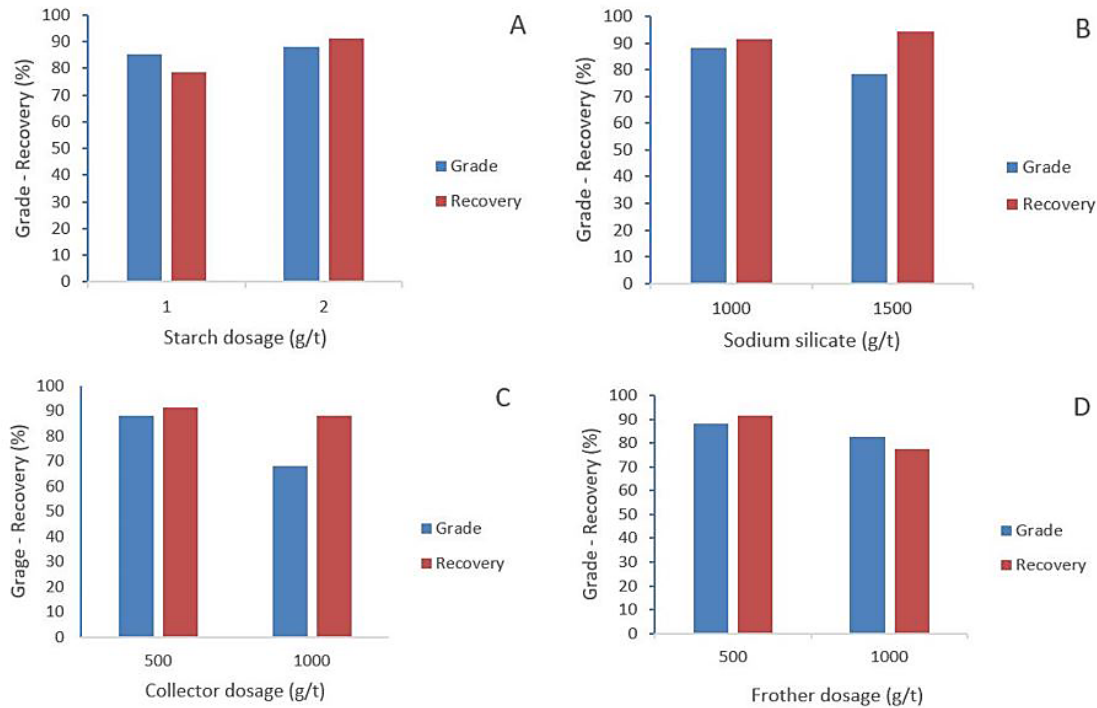 A
Grade - Recovery (%)
100
90
80
70
60
50
40
30
20
10
0
1
2
Starch dosage (g/t)
Grade
Recovery
B
Grade - Recovery (%)
100
90
80
70
60
50
40
30
20
10
0
1000
1500
Sodium silicate (g/t)
Grade
Recovery
C
Grage - Recovery (%)
100
90
80
70
60
50
40
30
20
10
0
500
1000
Collector dosage (g/t)
Grade
Recovery
D
Grade - Recovery (%)
100
90
80
70
60
50
40
30
20
10
0
500
1000
Frother dosage (g/t)
Grade
Recovery